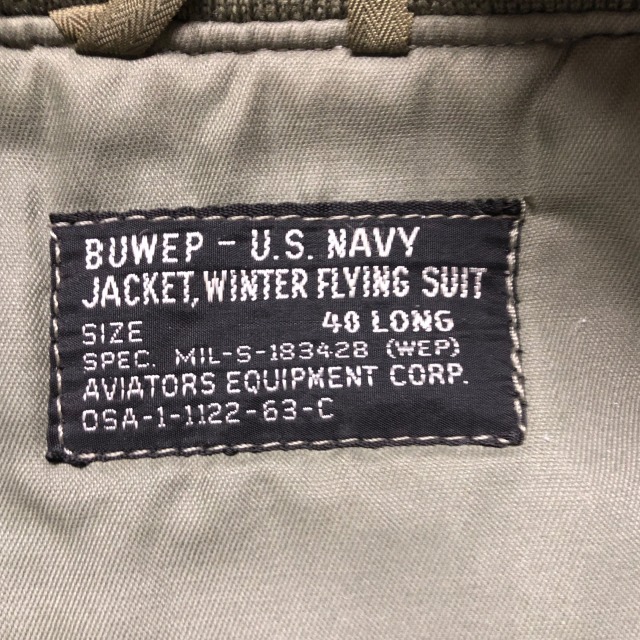 BUWEP - U.S. NAVY
JACKET, WINTER FLYING SUIT
SIZE 40 LONG
SPEC. MIL-S-18342B (WEP)
AVIATORS EQUIPMENT CORP.
OSA-1-1122-63-C